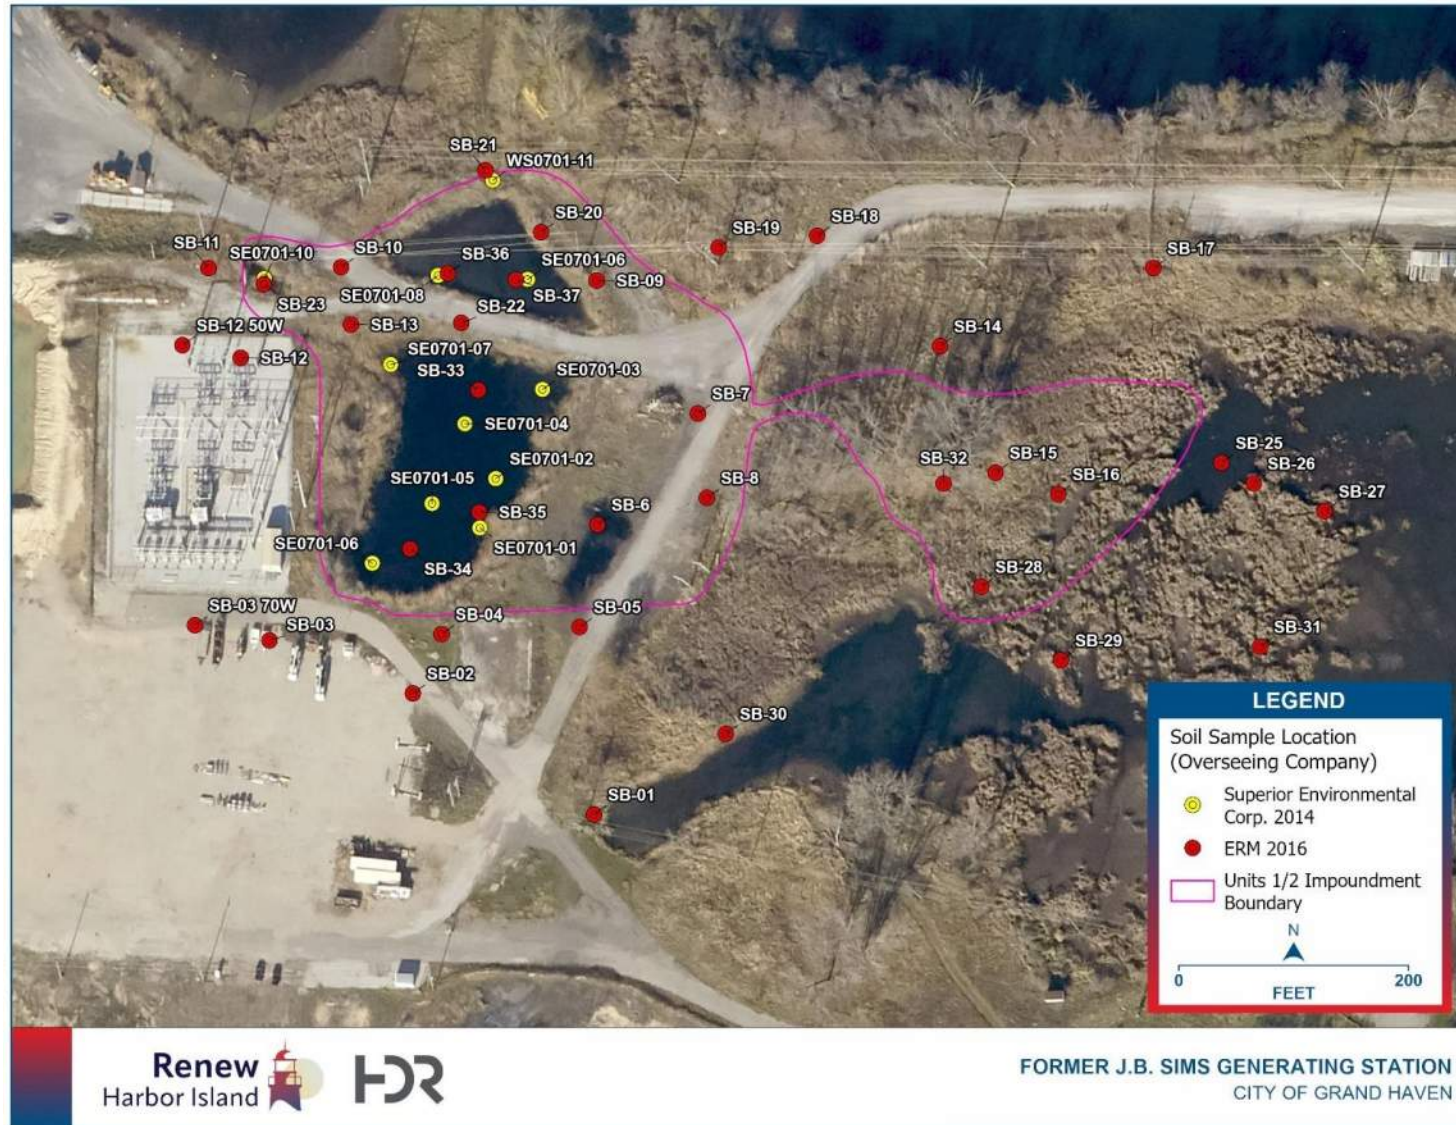 SB-21
WS0701-11
SB-20
SB-19
SB-18
SB-17
SB-11
SE0701-10
SB-10
SB-36
SE0701-06
SB-09
SB-23
SE0701-08
SB-37
SB-22
SB-12 50W
SB-13
SB-12
SB-14
SE0701-07
SB-33
SE0701-03
SB-7
SE0701-04
SB-25
SE0701-02
SB-32
SB-15
SB-16
SB-26
SE0701-05
SB-8
SB-27
SB-35
SB-6
SE0701-06
SE0701-01
SB-34
SB-28
SB-03 70W
SB-04
SB-05
SB-03
SB-29
SB-31
SB-02
SB-30
SB-01
LEGEND
Soil Sample Location
(Overseeing Company)
Superior Environmental
Corp. 2014
ERM 2016
Units 1/2 Impoundment
Boundary
N
0 200
FEET
Renew
Harbor Island
HDR
FORMER J.B. SIMS GENERATING STATION
CITY OF GRAND HAVEN